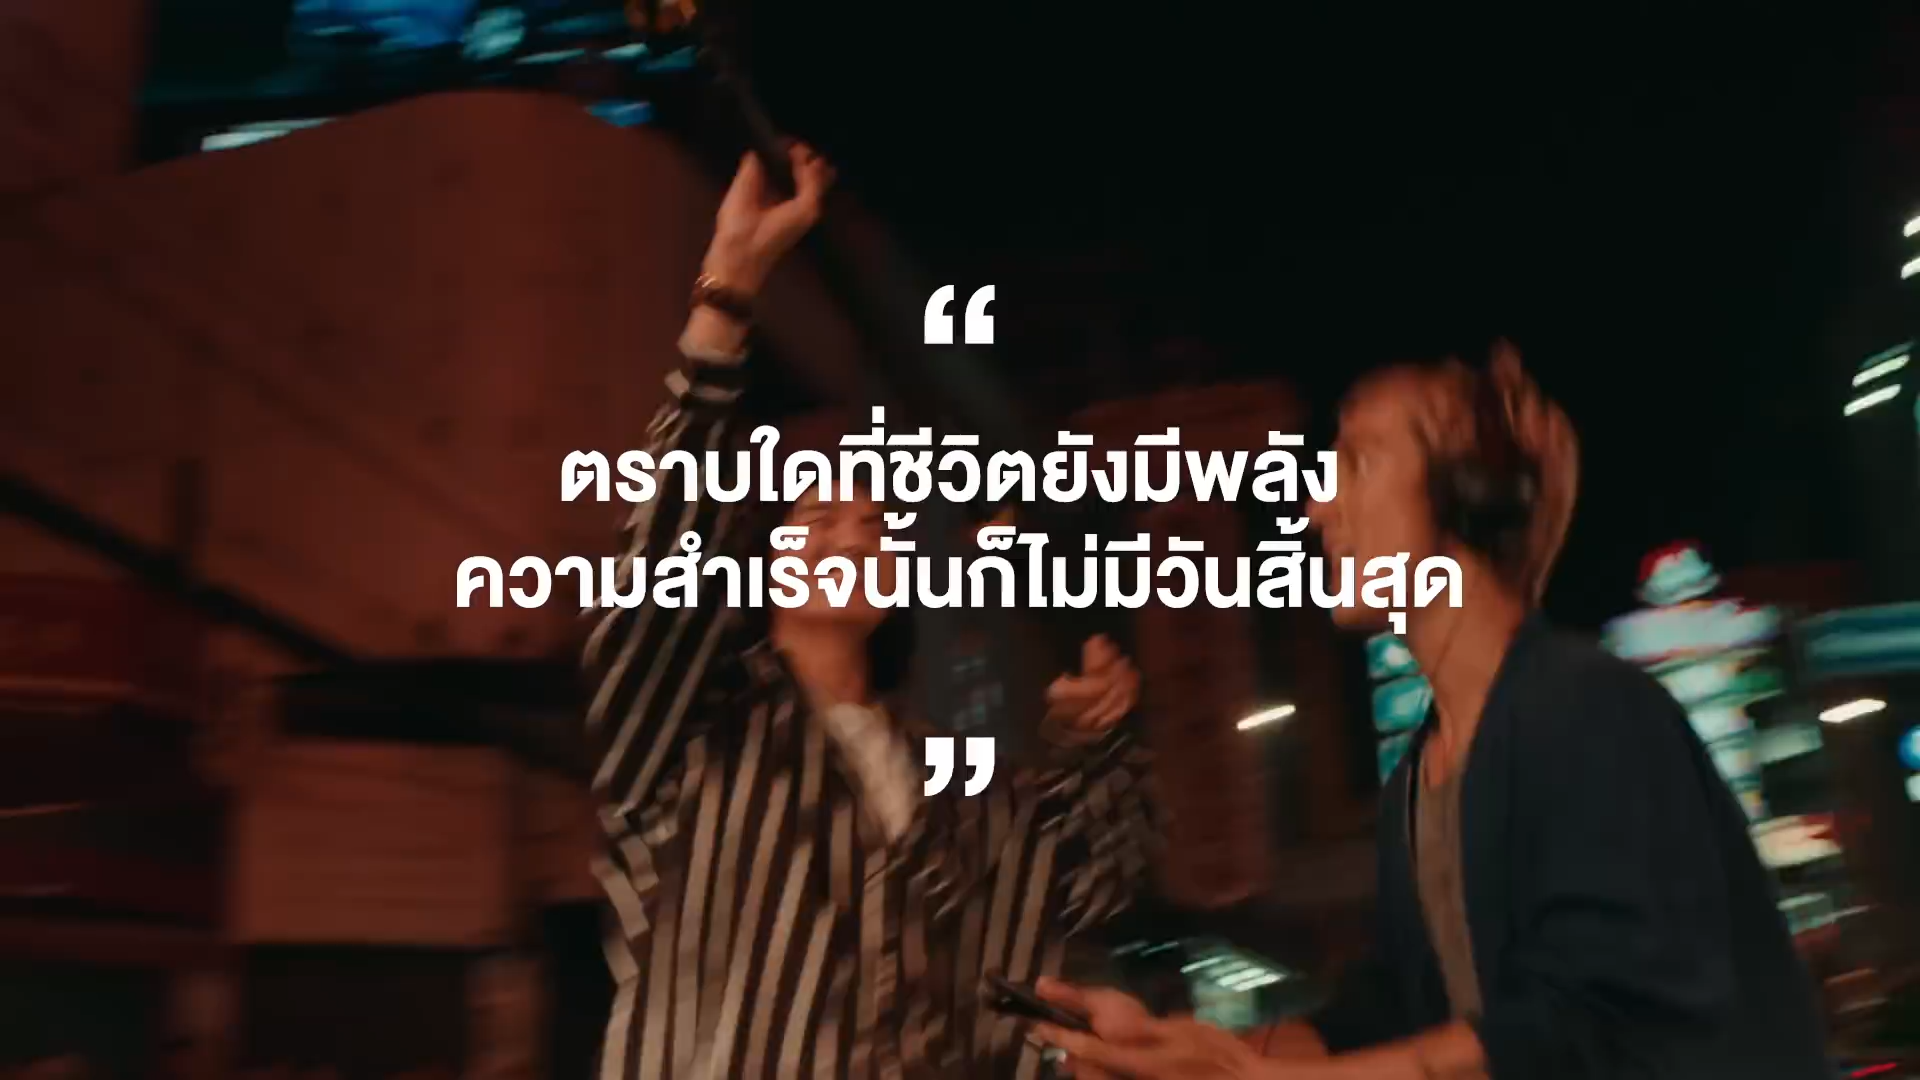 “
ตราบใดที่ชีวิตยังมีพลัง
ความสำเร็จนั้นก็ไม่มีวันสิ้นสุด
”